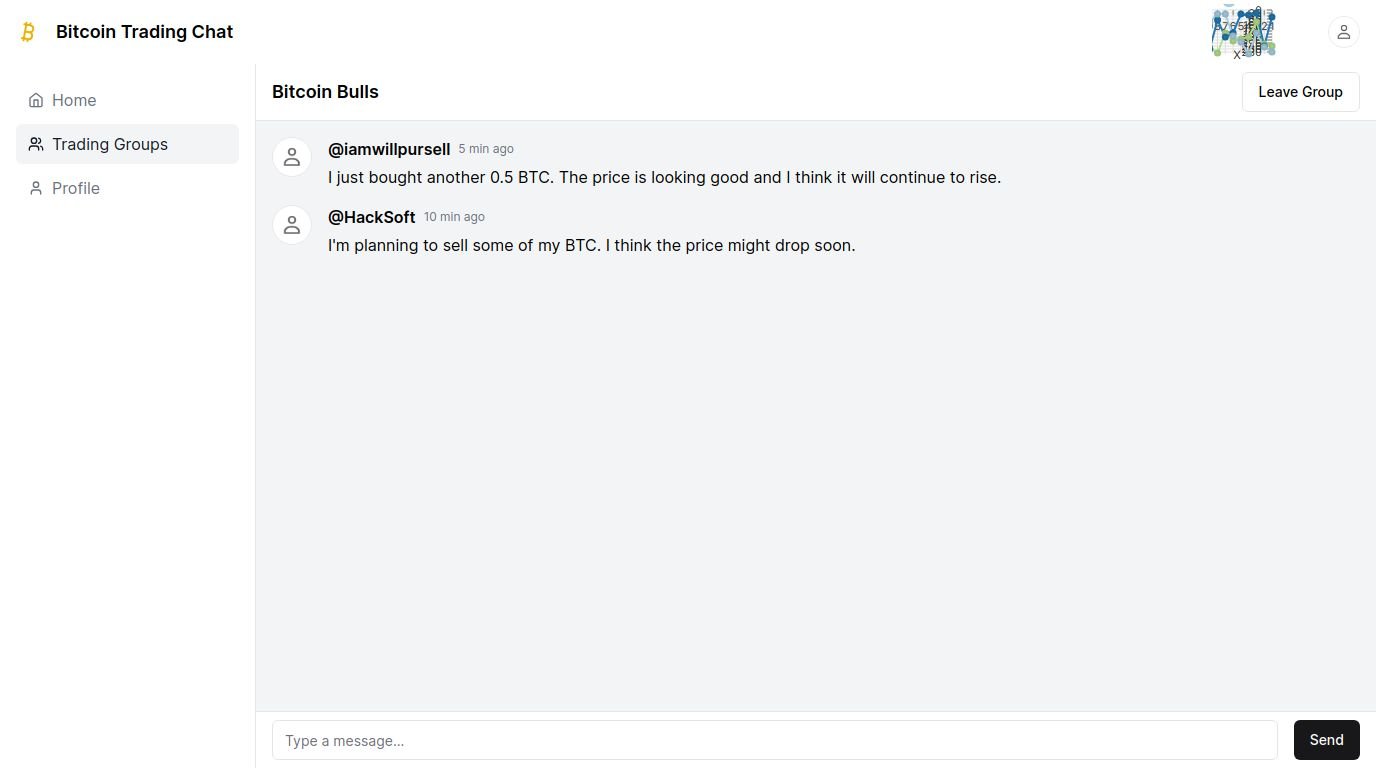 Bitcoin Trading Chat
Home
Trading Groups
Profile
Bitcoin Bulls
Leave Group
@iamwillpursell 5 min ago
I just bought another 0.5 BTC. The price is looking good and I think it will continue to rise.
@HackSoft 10 min ago
I'm planning to sell some of my BTC. I think the price might drop soon.
Type a message...
Send